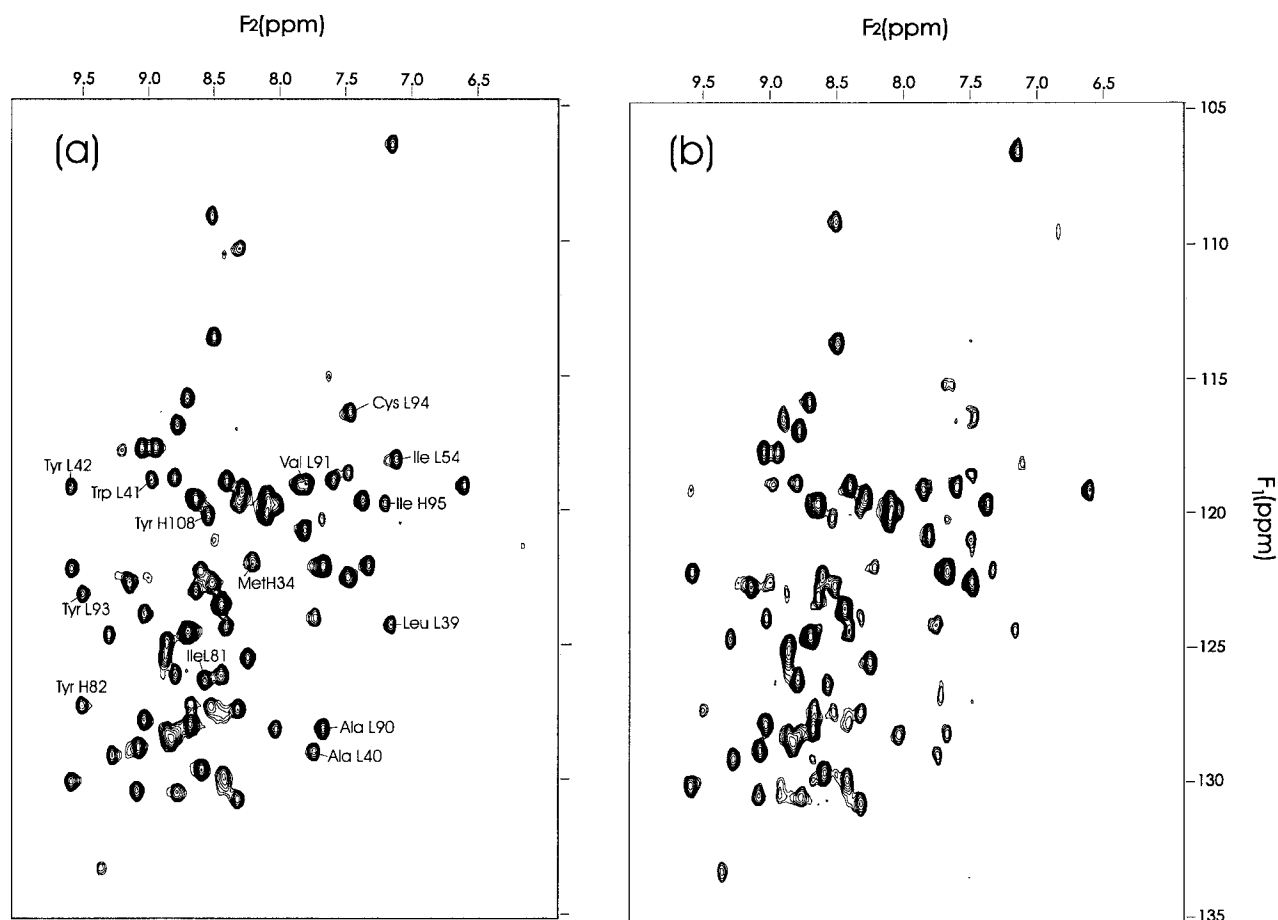 F2(ppm)
F2(ppm)
9.5 9.0 8.5 8.0 7.5 7.0 6.5
9.5 9.0 8.5 8.0 7.5 7.0 6.5
(a)
(b)
105
110
115
120
125
130
135
F1(ppm)
Cys L94
Tyr L42
Val L91
Ile L54
Trp L41
Ile H95
Tyr H108
MetH34
Tyr L93
Leu L39
IleL81
Tyr H82
Ala L90
Ala L40